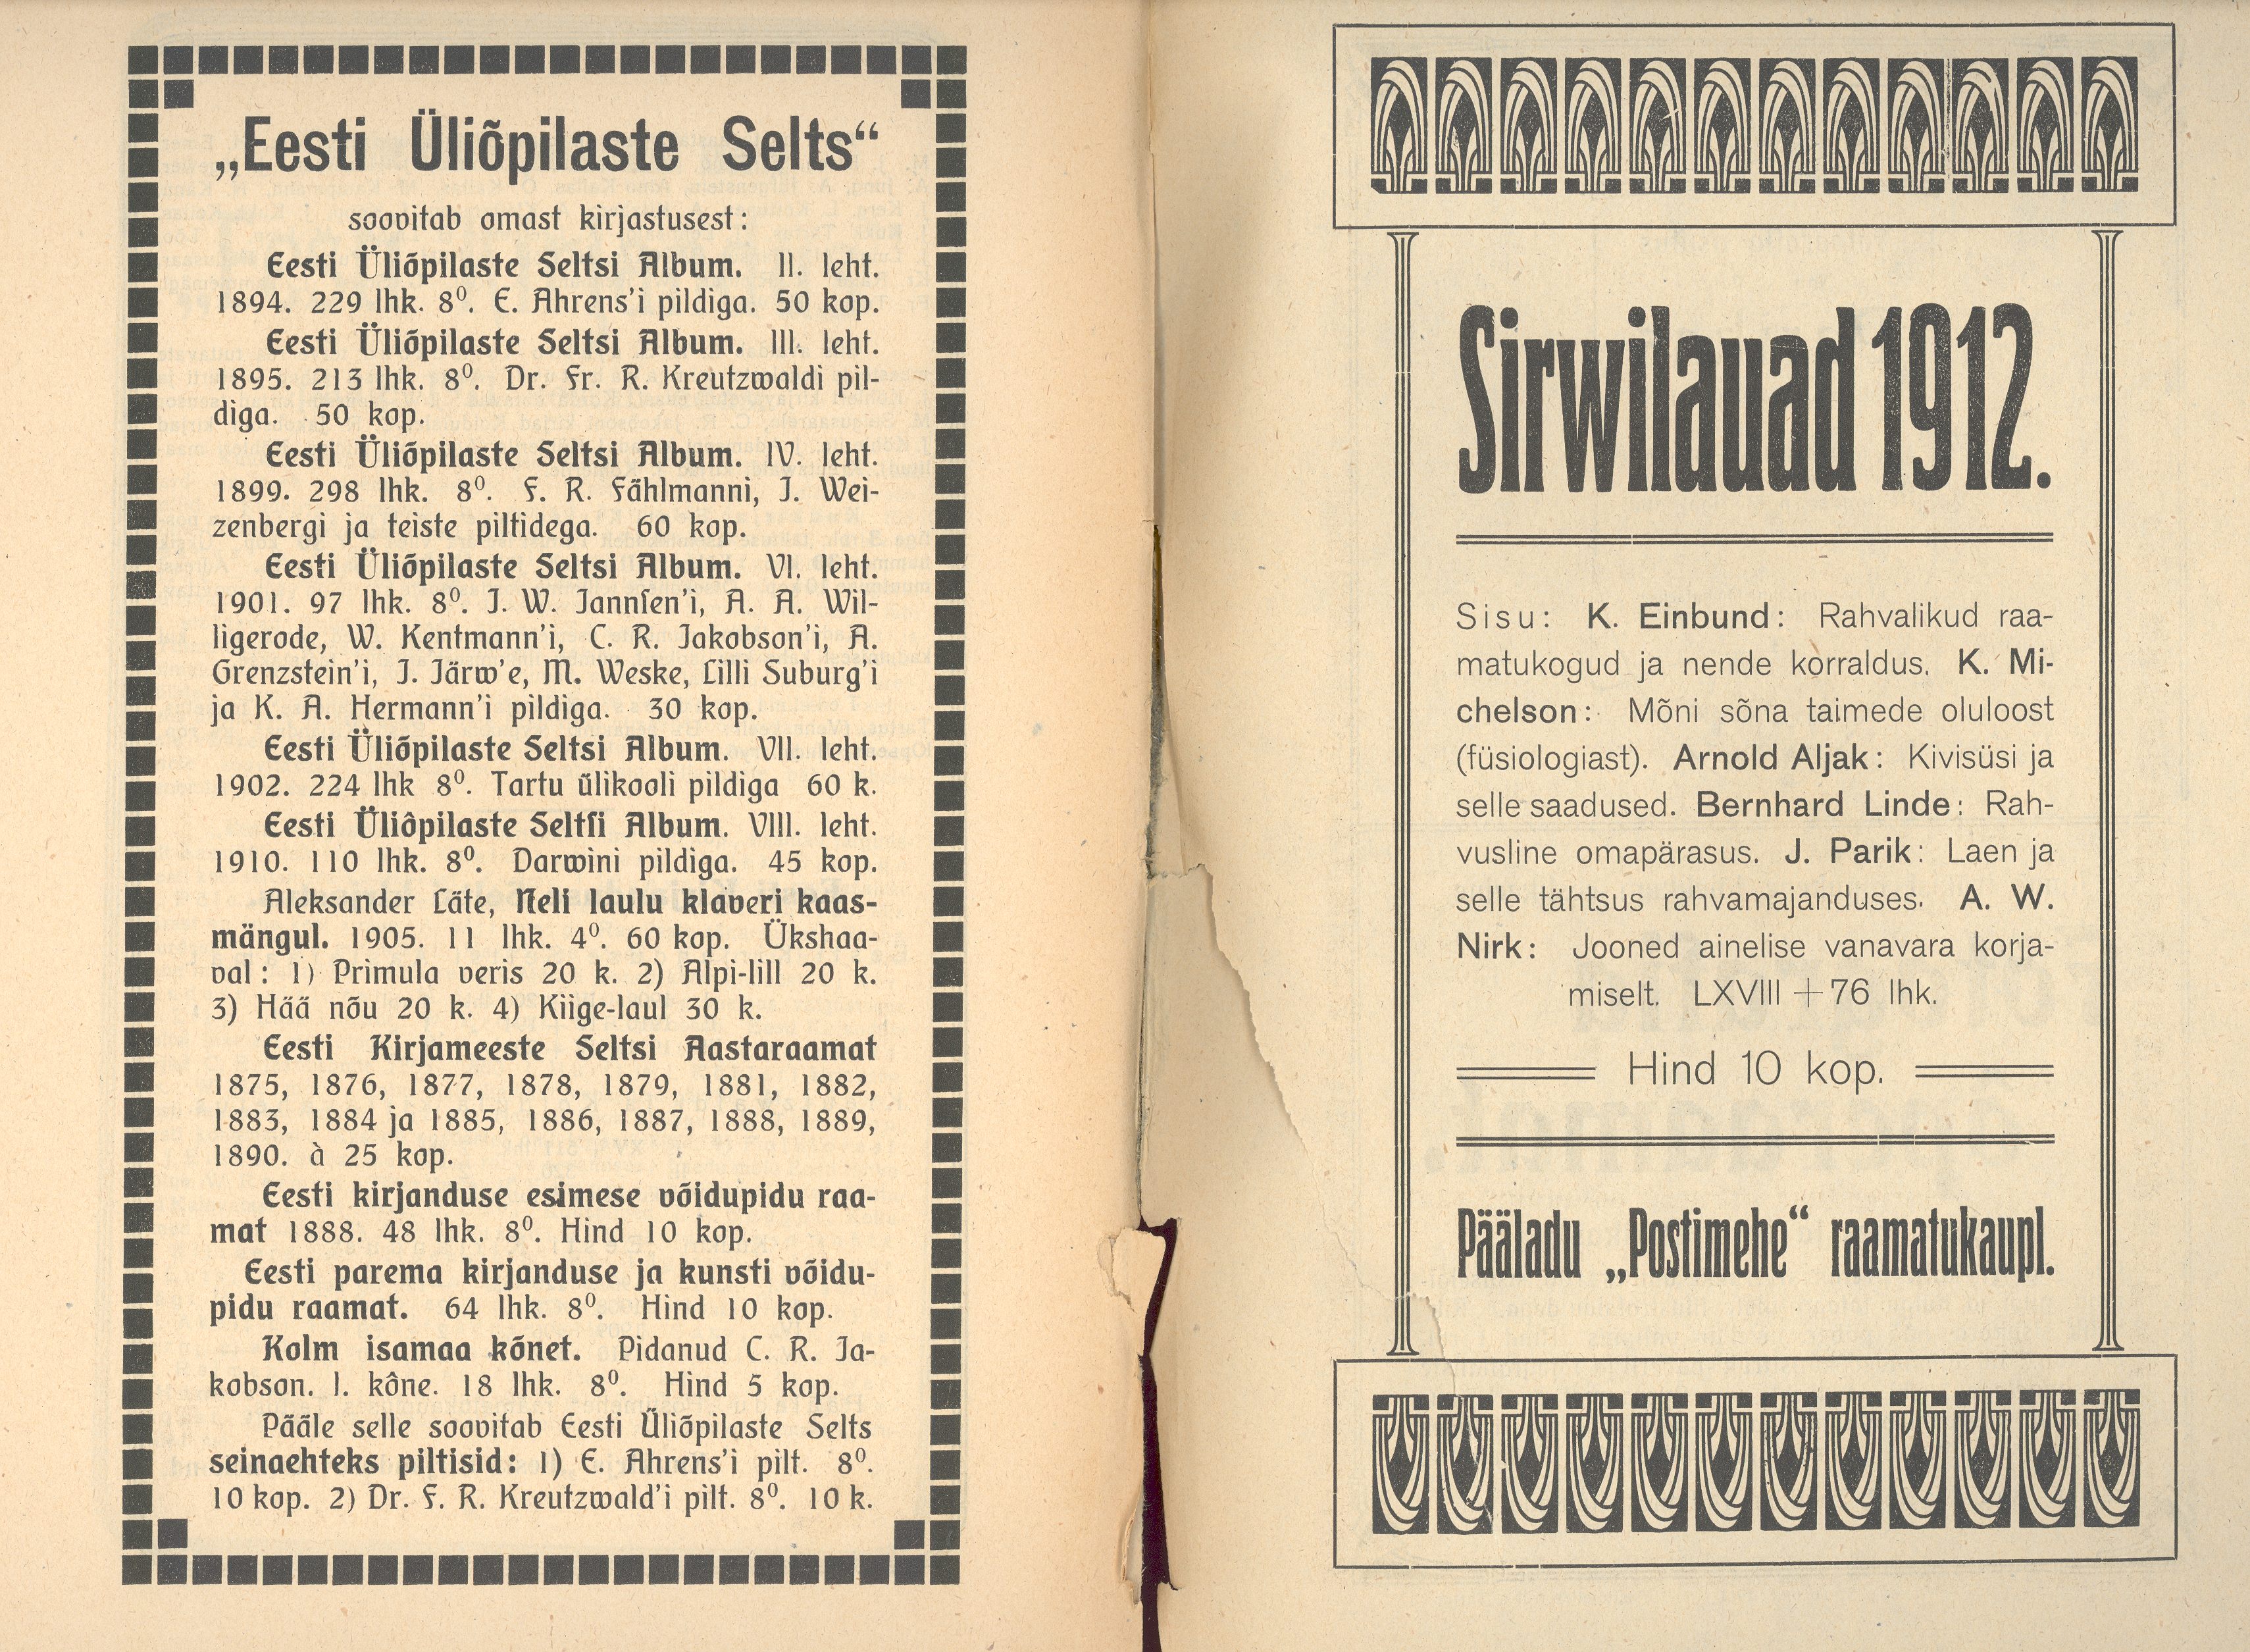 „Eesti Üliõpilaste Selts“
soovitab omast kirjastusest:
Eesti Üliõpilaste Seltsi Album. II. leht.
1894. 229 lhk. 8⁰. E. Ahrens'i pildiga. 50 kop.
Eesti Üliõpilaste Seltsi Album. III. leht.
1895. 213 lhk. 8⁰. Dr. Fr. R. Kreutzwaldi pil-
diga. 50 kop.
Eesti Üliõpilaste Seltsi Album. IV. leht.
1899. 298 lhk. 8⁰. F. R. Fählmanni, J. Wei-
zenbergi ja teiste piltidega. 60 kop.
Eesti Üliõpilaste Seltsi Album. VI. leht.
1901. 97 lhk. 8⁰. J. W. Jannſen'i, A. A. Wil-
ligerode, W. Kentmann'i, C. R. Jakobson'i, A.
Grenzstein'i, J. Järw'e, M. Weske, Lilli Suburg'i
ja K. A. Hermann'i pildiga. 30 kop.
Eesti Üliõpilaste Seltsi Album. VII. leht.
1902. 224 lhk 8⁰. Tartu ülikooli pildiga 60 k.
Eesti Üliôpilaste Seltſi Album. VIII. leht.
1910. 110 lhk. 8⁰. Darwini pildiga. 45 kop.
Aleksander Läte, Neli laulu klaveri kaas-
mängul. 1905. 11 lhk. 4⁰. 60 kop. Ükshaa-
val: 1) Primula veris 20 k. 2) Alpi-lill 20 k.
3) Hää nõu 20 k. 4) Kiige-laul 30 k.
Eesti Kirjameeste Seltsi Aastaraamat
1875, 1876, 1877, 1878, 1879, 1881, 1882,
1883, 1884 ja 1885, 1886, 1887, 1888, 1889,
1890. à 25 kop.
Eesti kirjanduse esimese võidupidu raa-
mat 1888. 48 lhk. 8⁰. Hind 10 kop.
Eesti parema kirjanduse ja kunsti võidu-
pidu raamat. 64 lhk. 8⁰. Hind 10 kop.
Kolm isamaa kõnet. Pidanud C. R. Ja-
kobson. I. kône. 18 lhk. 8⁰. Hind 5 kop.
Pääle selle soovitab Eesti Üliõpilaste Selts
seinaehteks piltisid: 1) E. Ahrens'i pilt. 8⁰.
10 kop. 2) Dr. F. R. Kreutzwald'i pilt. 8⁰. 10 k.
Sirwilauad 1912.
Sisu: K. Einbund: Rahvalikud raa-
matukogud ja nende korraldus. K. Mi-
chelson: Mõni sõna taimede oluloost
(füsiologiast). Arnold Aljak: Kivisüsi ja
selle saadused. Bernhard Linde: Rah-
vusline omapärasus. J. Parik: Laen ja
selle tähtsus rahvamajanduses. A. W.
Nirk: Jooned ainelise vanavara korja-
miselt. LXVIII + 76 lhk.
Hind 10 kop.
Pääladu „Postimehe“ raamatukaupl.